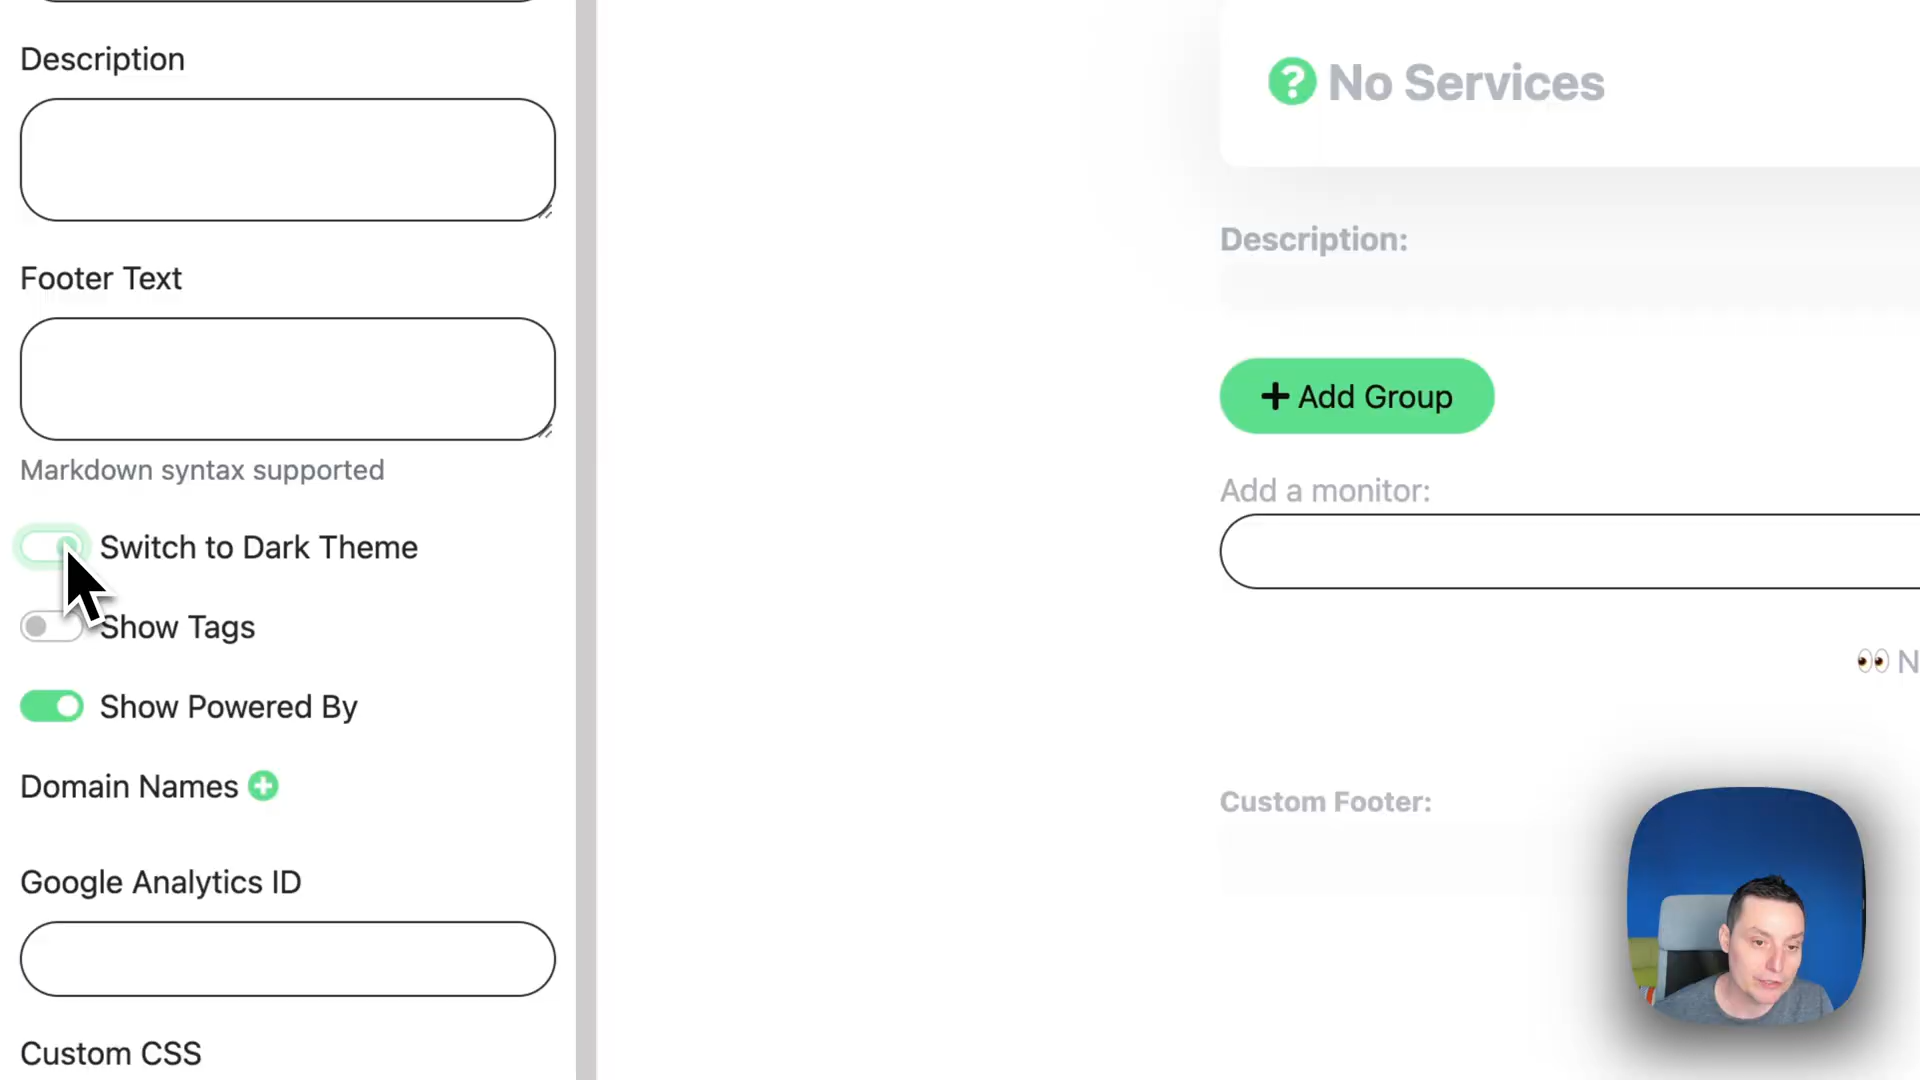 Description
Footer Text
Markdown syntax supported
Switch to Dark Theme
Show Tags
Show Powered By
Domain Names
Google Analytics ID
Custom CSS
No Services
Description:
Add Group
Add a monitor:
👀 N
Custom Footer: